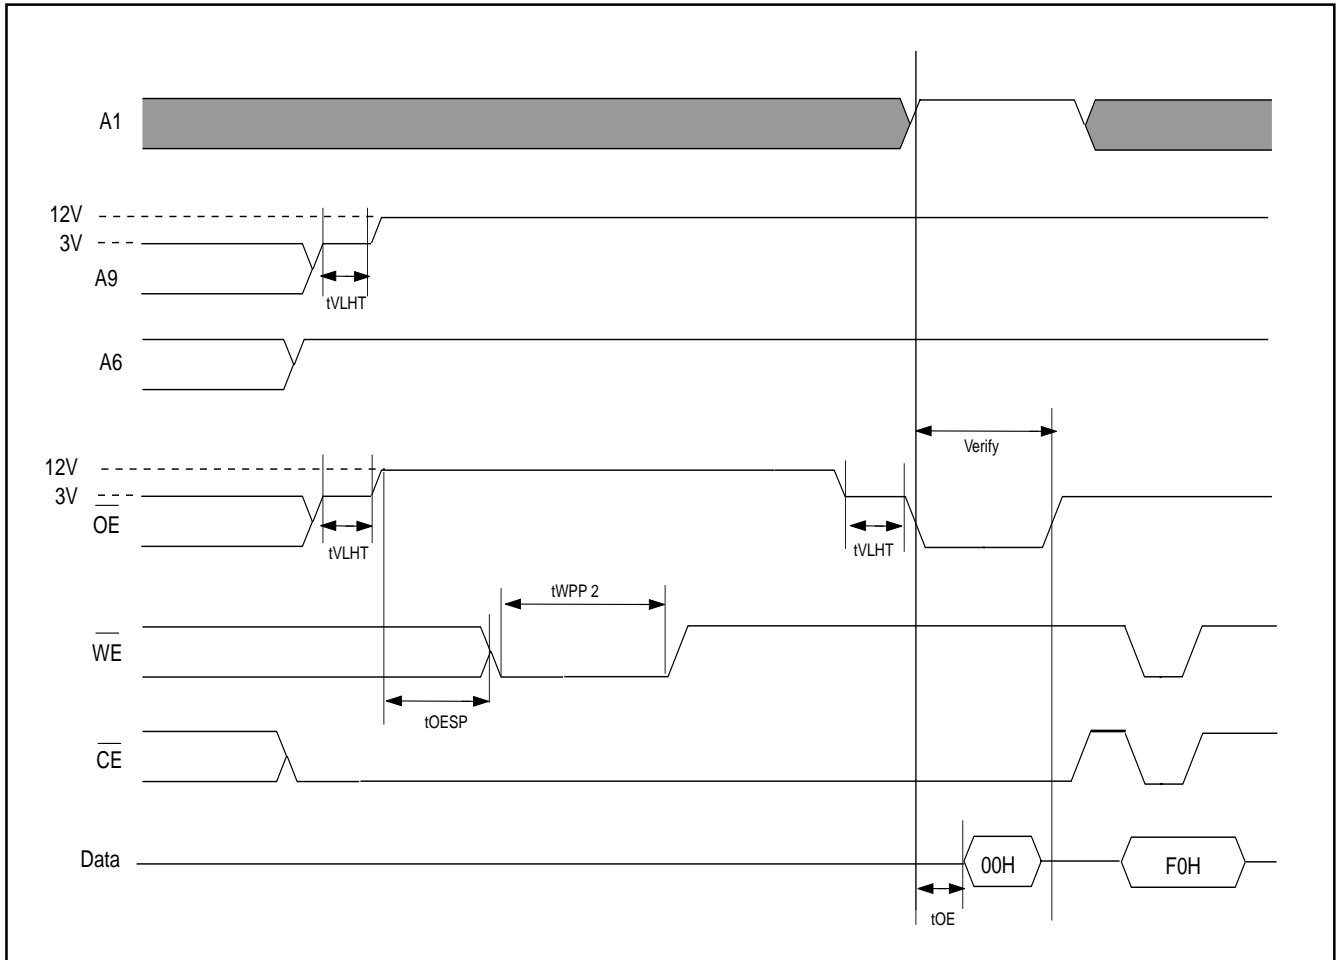 A1
12V
3V
A9
tVLHT
A6
Verify
12V
3V
OE
tVLHT
tVLHT
tWPP 2
WE
tOESP
CE
Data
00H
F0H
tOE